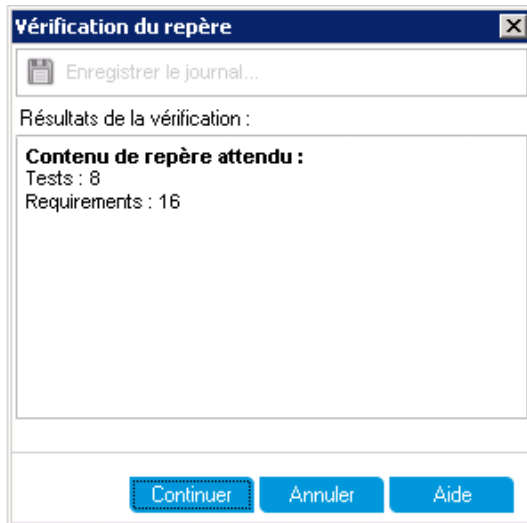 Vérification du repère
Enregistrer le journal...
Résultats de la vérification :
Contenu de repère attendu :
Tests : 8
Requirements : 16
Continuer Annuler Aide